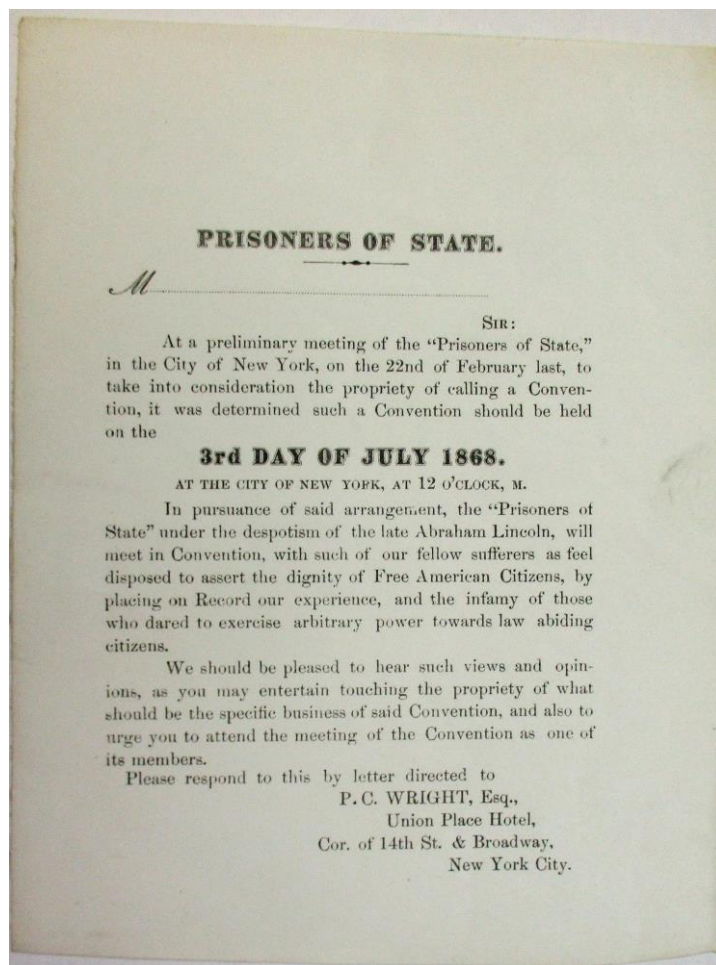 PRISONERS OF STATE.
M
SIR:
At a preliminary meeting of the “Prisoners of State,”
in the City of New York, on the 22nd of February last, to
take into consideration the propriety of calling a Conven-
tion, it was determined such a Convention should be held
on the
3rd DAY OF JULY 1868.
AT THE CITY OF NEW YORK, AT 12 O'CLOCK, M.
In pursuance of said arrangement, the “Prisoners of
State” under the despotism of the late Abraham Lincoln, will
meet in Convention, with such of our fellow sufferers as feel
disposed to assert the dignity of Free American Citizens, by
placing on Record our experience, and the infamy of those
who dared to exercise arbitrary power towards law abiding
citizens.
We should be pleased to hear such views and opin-
ions, as you may entertain touching the propriety of what
should be the specific business of said Convention, and also to
urge you to attend the meeting of the Convention as one of
its members.
Please respond to this by letter directed to
P. C. WRIGHT, Esq.,
Union Place Hotel,
Cor. of 14th St. & Broadway,
New York City.